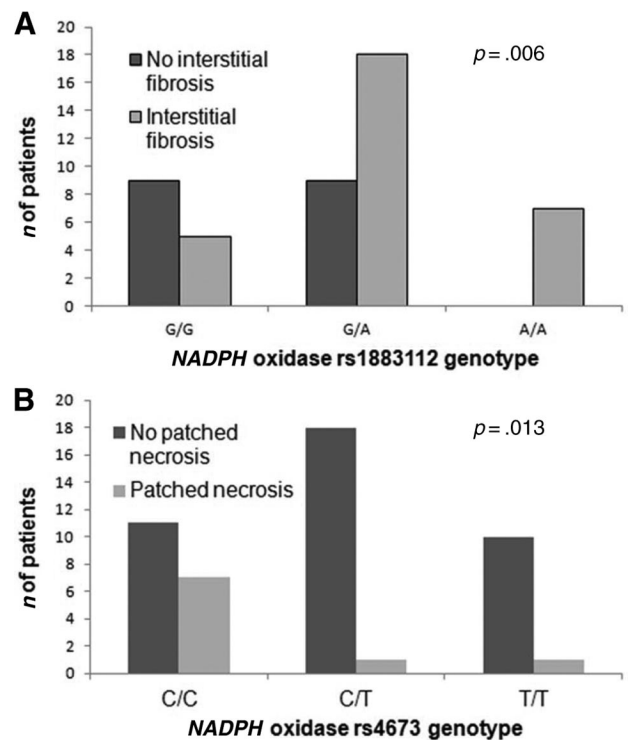 A
20
18
16
14
12
10
8
6
4
2
0
n of patients
No interstitial
fibrosis
Interstitial
fibrosis
p = .006
G/G G/A A/A
NADPH oxidase rs1883112 genotype
B
20
18
16
14
12
10
8
6
4
2
0
n of patients
No patched
necrosis
Patched necrosis
p = .013
C/C C/T T/T
NADPH oxidase rs4673 genotype